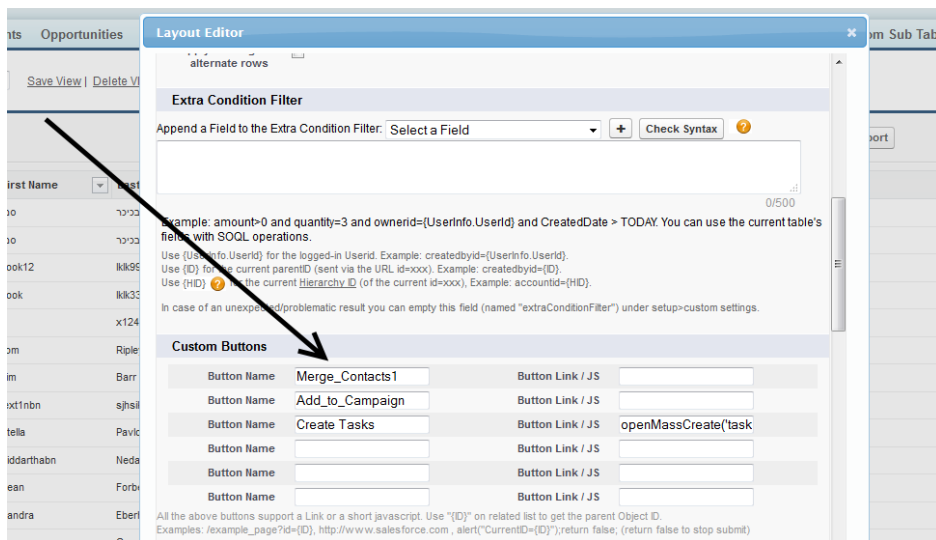 nts Opportunities
Layout Editor
om Sub Tab
alternate rows
Save View | Delete Vi
Extra Condition Filter
Append a Field to the Extra Condition Filter: Select a Field + Check Syntax ?
port
irst Name Last
0/500
Example: amount>0 and quantity=3 and ownerid={UserInfo.UserId} and CreatedDate > TODAY. You can use the current table's
fields with SOQL operations.
Use {UserInfo.UserId} for the logged-in Userid. Example: createdbyid={UserInfo.UserId}.
ook12 lklk99
Use {ID} for the current parentID (sent via the URL id=xxx). Example: createdbyid={ID}.
Use {HID} ? for the current Hierarchy ID (of the current id=xxx), Example: accountid={HID}.
ook lklk33
In case of an unexpected/problematic result you can empty this field (named "extraConditionFilter") under setup>custom settings.
x124
om Riple
Custom Buttons
im Barr
Button Name Merge_Contacts1 Button Link / JS
ext1nbn sjhsil
Button Name Add_to_Campaign Button Link / JS
Button Name Create Tasks Button Link / JS openMassCreate('task
tella Pavlo
Button Name Button Link / JS
iddarthabn Neda
Button Name Button Link / JS
ean Forbe
Button Name Button Link / JS
andra Eberl
All the above buttons support a Link or a short javascript. Use "{ID}" on related list to get the parent Object ID.
Examples: /example_page?id={ID}, http://www.salesforce.com , alert("CurrentID={ID}");return false; (return false to stop submit)